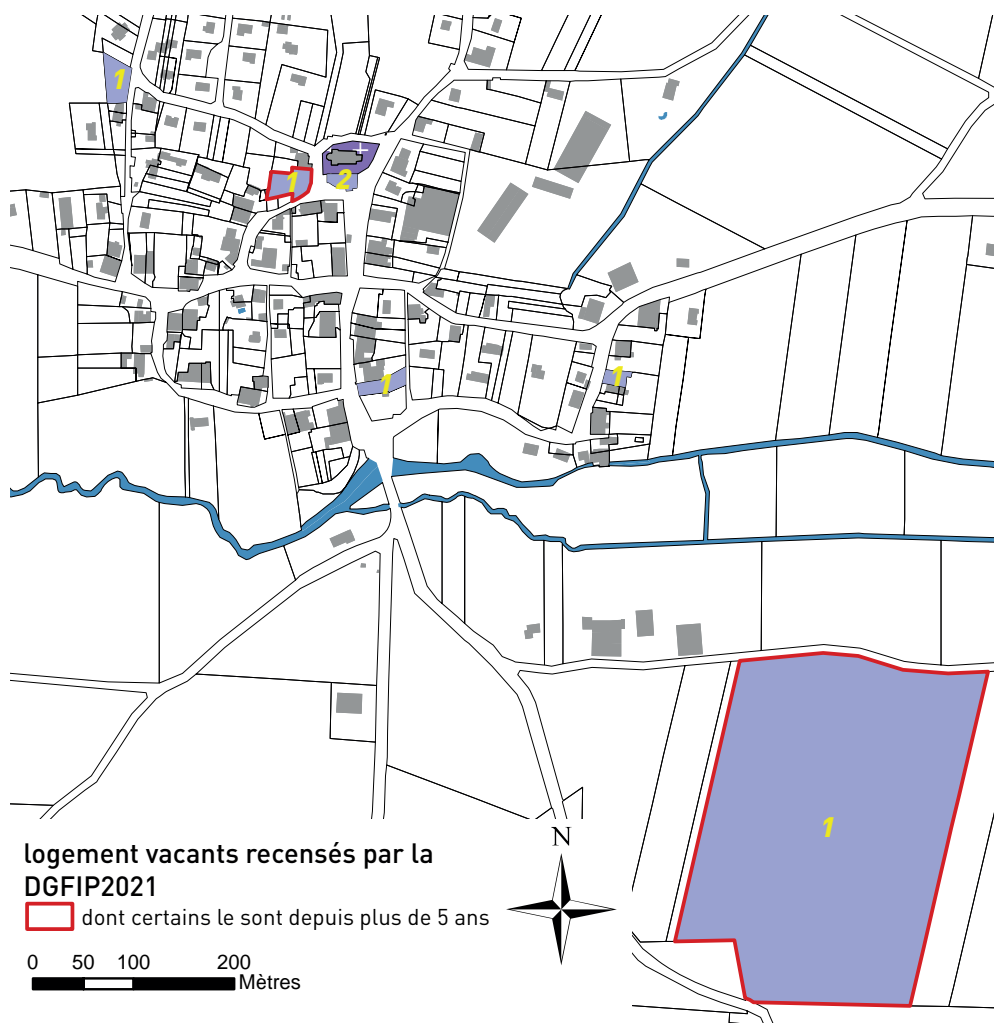 1
1
2
1
1
1
N
logement vacants recensés par la
DGFIP2021
dont certains le sont depuis plus de 5 ans
0 50 100 200
Mètres